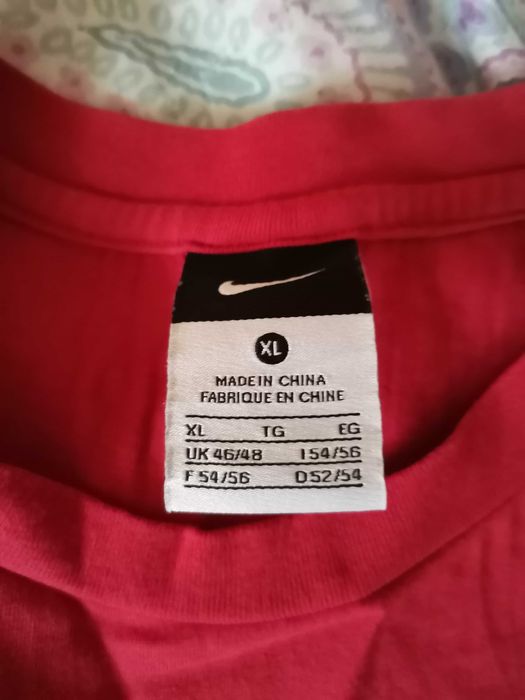 XL
MADE IN CHINA
FABRIQUE EN CHINE
XL TG EG
UK 46/48 I 54/56
F 54/56 D 52/54